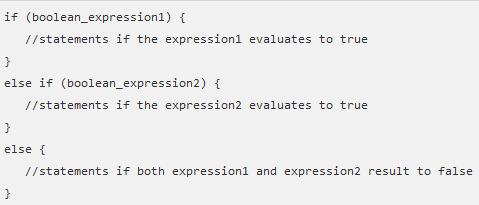 if (boolean_expression1) {
   //statements if the expression1 evaluates to true
}
else if (boolean_expression2) {
   //statements if the expression2 evaluates to true
}
else {
   //statements if both expression1 and expression2 result to false
}